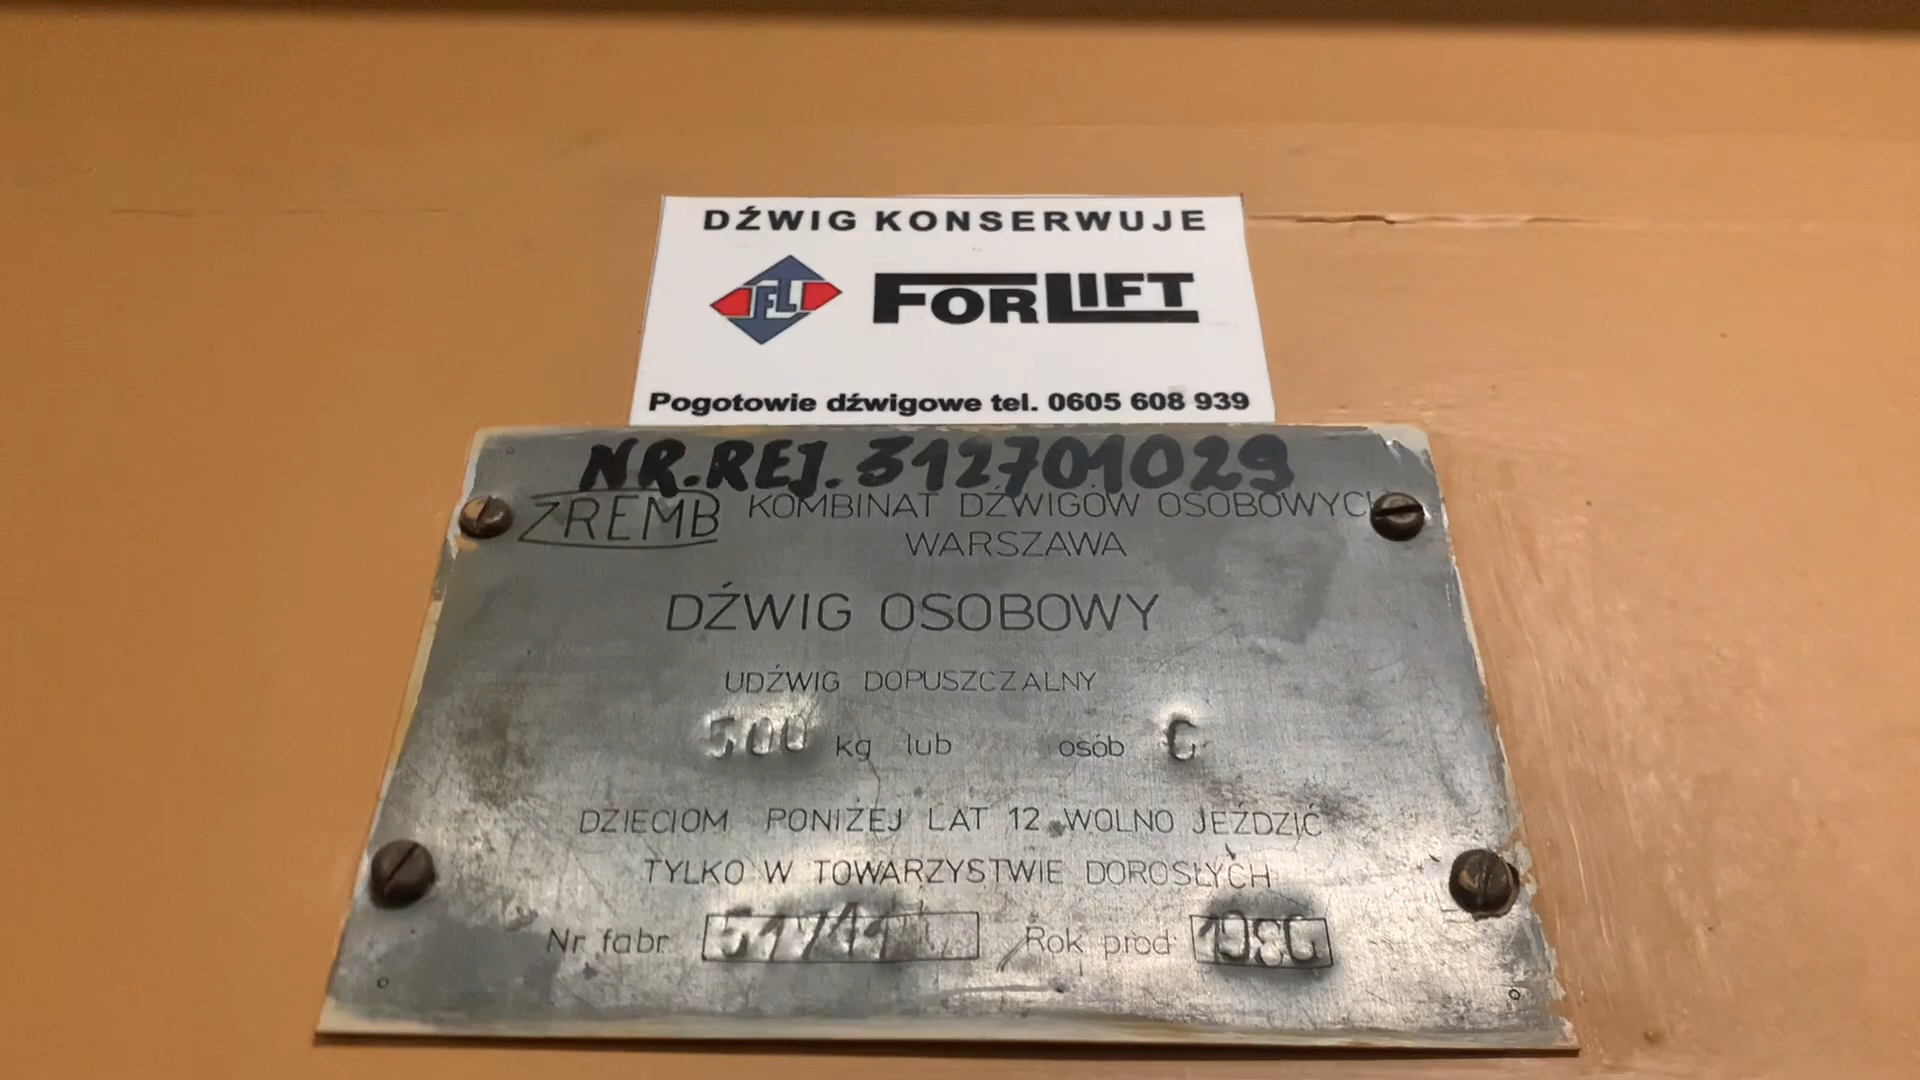 DŹWIG KONSERWUJE
FLI FORLIFT
Pogotowie dźwigowe tel. 0605 608 939
NR.REJ. 312701029
ZREMB KOMBINAT DŹWIGÓW OSOBOWYCH
WARSZAWA
DŹWIG OSOBOWY
UDŹWIG DOPUSZCZALNY
500 kg lub osób
DZIECIOM PONIŻEJ LAT 12 WOLNO JEŹDZIĆ
TYLKO W TOWARZYSTWIE DOROSŁYCH
Nr fabr. Rok prod.